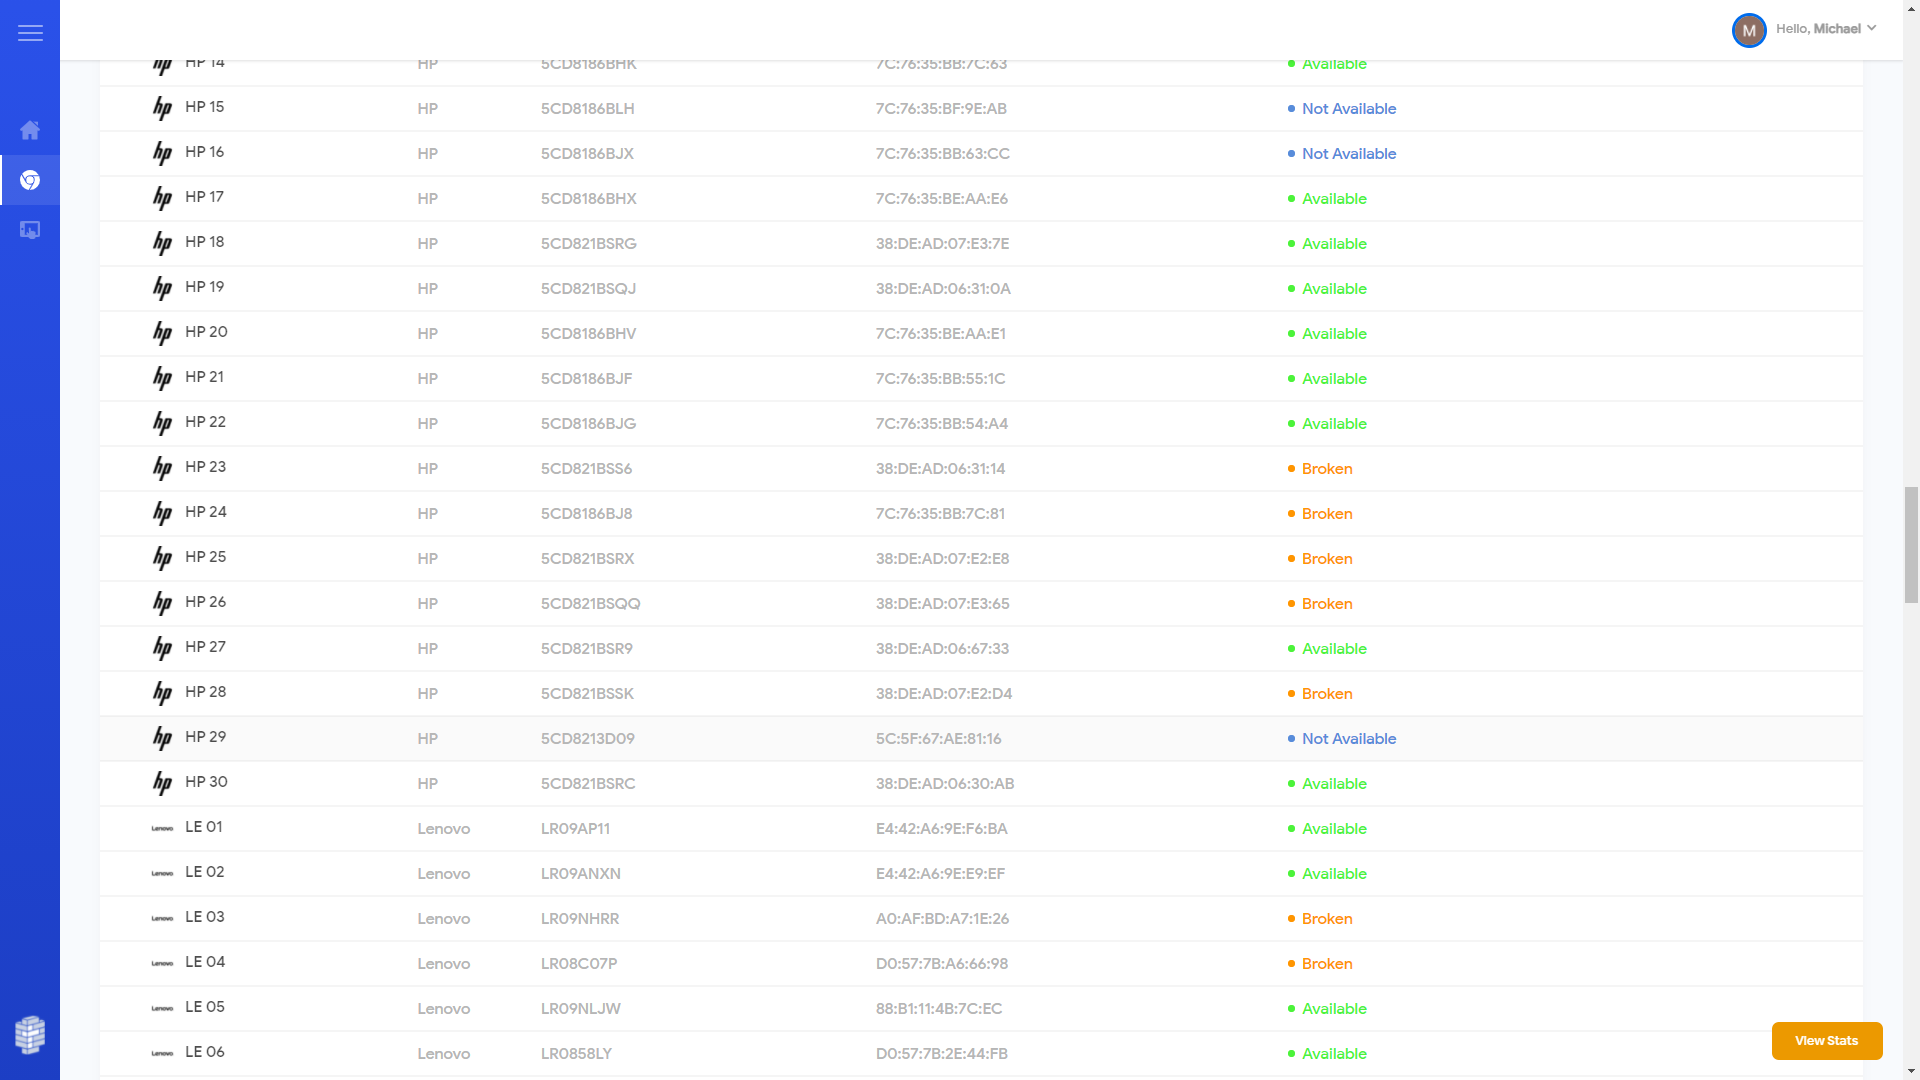 Hello, Michael
M
hp HP 14 HP 5CD8186BHK 7C:76:35:BB:7C:63 Available
hp HP 15 HP 5CD8186BLH 7C:76:35:BF:9E:AB Not Available
hp HP 16 HP 5CD8186BJX 7C:76:35:BB:63:CC Not Available
hp HP 17 HP 5CD8186BHX 7C:76:35:BE:AA:E6 Available
hp HP 18 HP 5CD821BSRG 38:DE:AD:07:E3:7E Available
hp HP 19 HP 5CD821BSQJ 38:DE:AD:06:31:0A Available
hp HP 20 HP 5CD8186BHV 7C:76:35:BE:AA:E1 Available
hp HP 21 HP 5CD8186BJF 7C:76:35:BB:55:1C Available
hp HP 22 HP 5CD8186BJG 7C:76:35:BB:54:A4 Available
hp HP 23 HP 5CD821BSS6 38:DE:AD:06:31:14 Broken
hp HP 24 HP 5CD8186BJ8 7C:76:35:BB:7C:81 Broken
hp HP 25 HP 5CD821BSRX 38:DE:AD:07:E2:E8 Broken
hp HP 26 HP 5CD821BSQQ 38:DE:AD:07:E3:65 Broken
hp HP 27 HP 5CD821BSR9 38:DE:AD:06:67:33 Available
hp HP 28 HP 5CD821BSSK 38:DE:AD:07:E2:D4 Broken
hp HP 29 HP 5CD8213D09 5C:5F:67:AE:81:16 Not Available
hp HP 30 HP 5CD821BSRC 38:DE:AD:06:30:AB Available
Lenovo LE 01 Lenovo LR09AP11 E4:42:A6:9E:F6:BA Available
Lenovo LE 02 Lenovo LR09ANXN E4:42:A6:9E:E9:EF Available
Lenovo LE 03 Lenovo LR09NHRR A0:AF:BD:A7:1E:26 Broken
Lenovo LE 04 Lenovo LR08C07P D0:57:7B:A6:66:98 Broken
Lenovo LE 05 Lenovo LR09NLJW 88:B1:11:4B:7C:EC Available
Lenovo LE 06 Lenovo LR0858LY D0:57:7B:2E:44:FB Available
View Stats